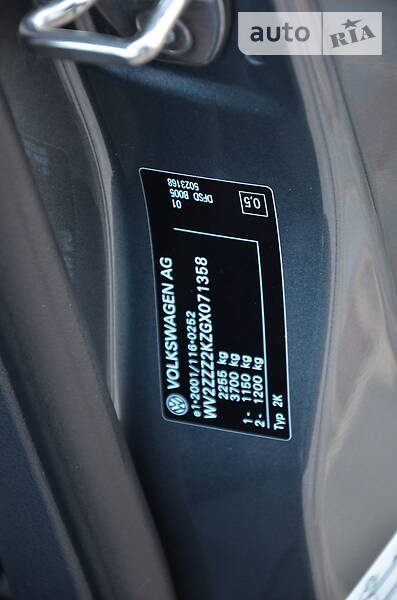 auto RIA
VOLKSWAGEN AG
e1*2001/116*0252
WV2ZZZ2KZGX071358
2255 kg
3700 kg
1- 1150 kg
2- 1200 kg
Typ 2K
01
DFSD B005
5023168
0.5